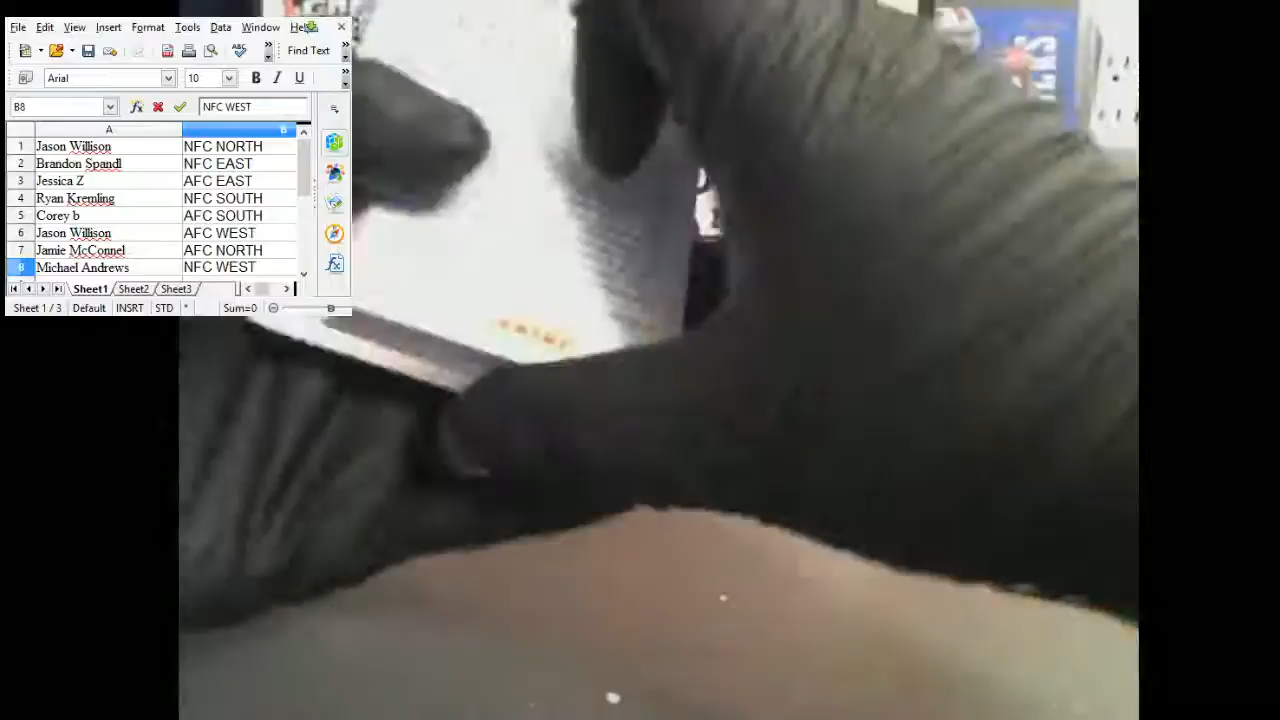 File Edit View Insert Format Tools Data Window Help
Find Text
Arial 10 B I U
B8 NFC WEST
A B
1 Jason Willison NFC NORTH
2 Brandon Spandl NFC EAST
3 Jessica Z AFC EAST
4 Ryan Kremling NFC SOUTH
5 Corey b AFC SOUTH
6 Jason Willison AFC WEST
7 Jamie McConnel AFC NORTH
8 Michael Andrews NFC WEST
Sheet1 Sheet2 Sheet3
Sheet 1 / 3 Default INSRT STD * Sum=0